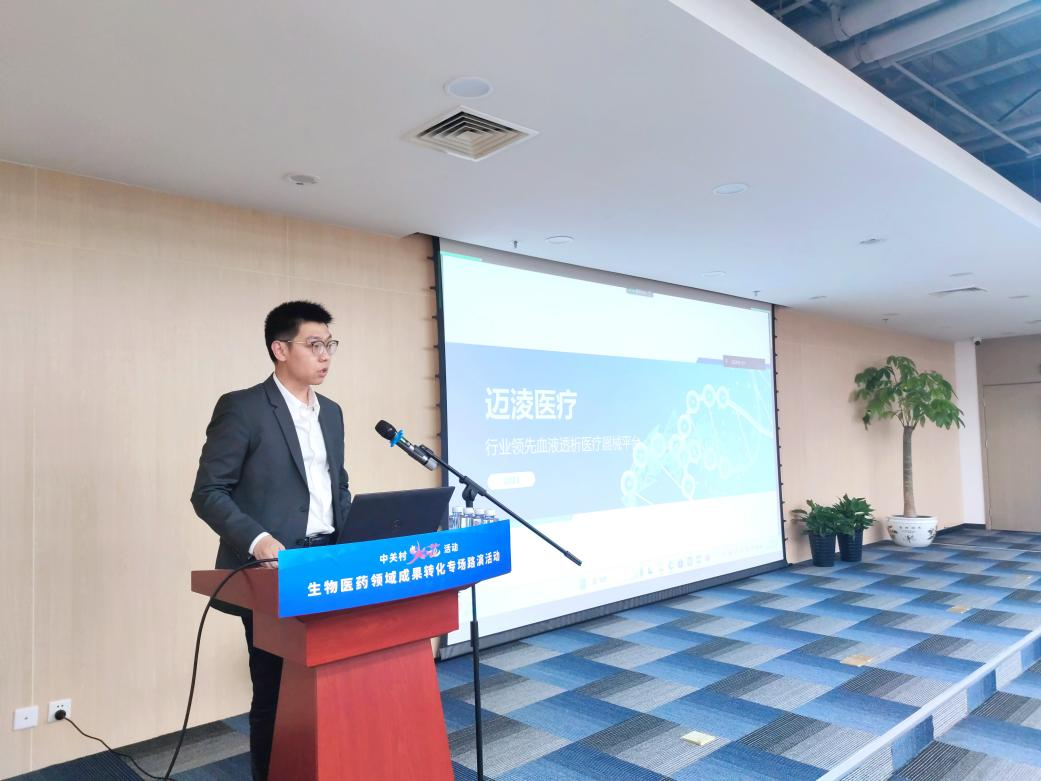 迈淩医疗
行业领先血液透析医疗器械平台
中关村火花活动
生物医药领域成果转化专场路演活动